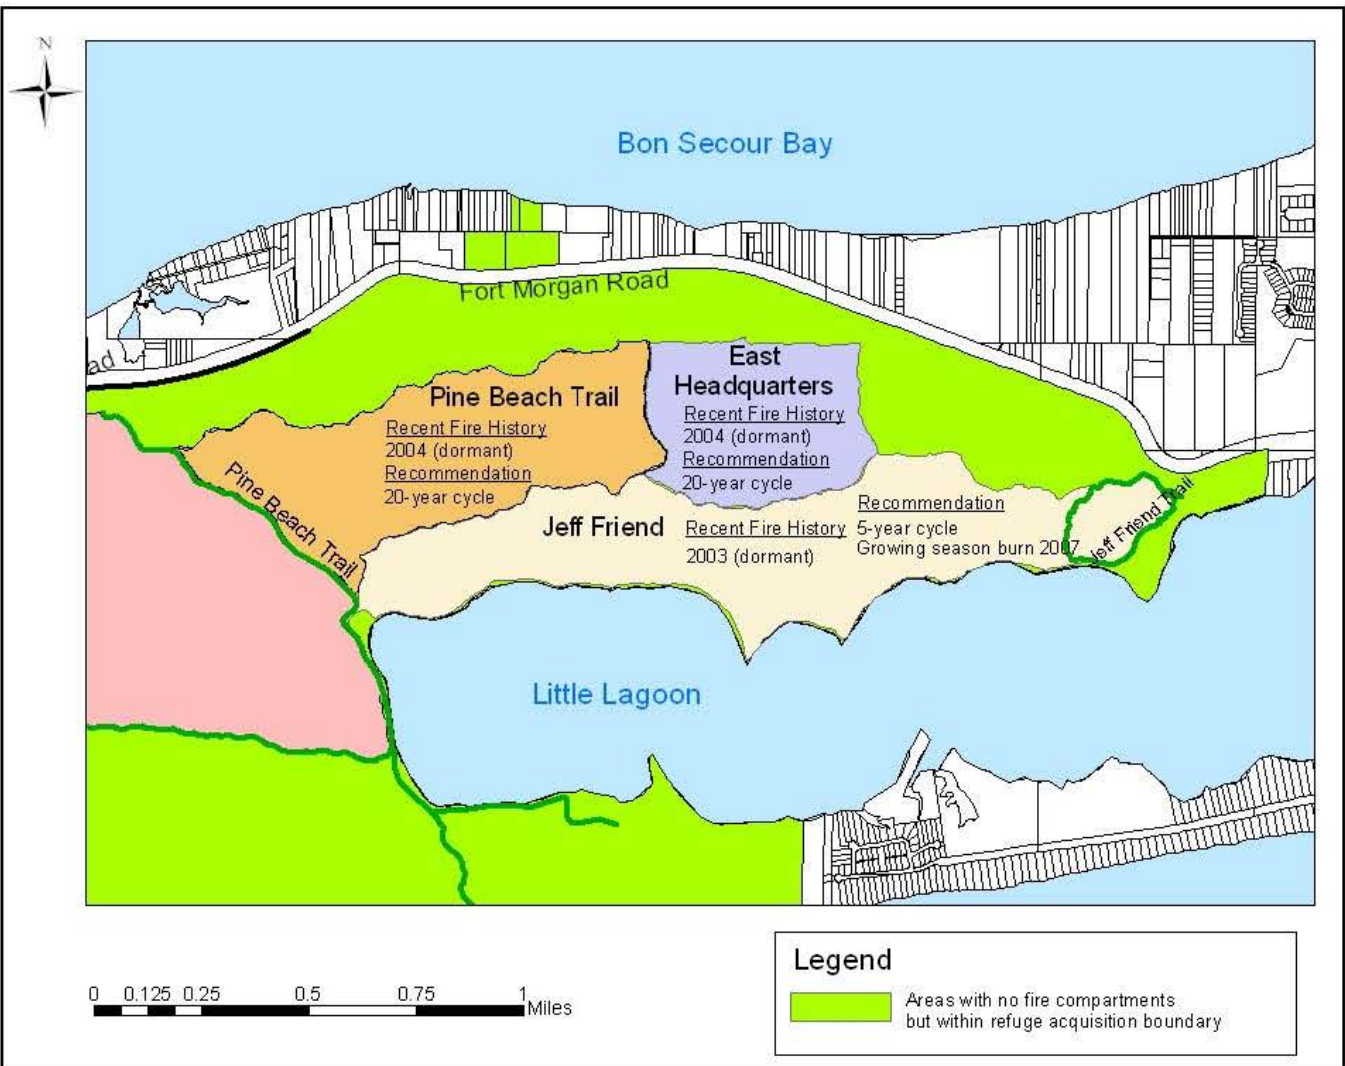 N
Bon Secour Bay
Fort Morgan Road
ad
East
Headquarters
Recent Fire History
2004 (dormant)
Recommendation
20-year cycle
Pine Beach Trail
Recent Fire History
2004 (dormant)
Recommendation
20-year cycle
Pine Beach Trail
Jeff Friend
Recent Fire History
2003 (dormant)
Recommendation
5-year cycle
Growing season burn 2007
Jeff Friend Trail
Little Lagoon
0 0.125 0.25 0.5 0.75 1
Miles
Legend
Areas with no fire compartments
but within refuge acquisition boundary